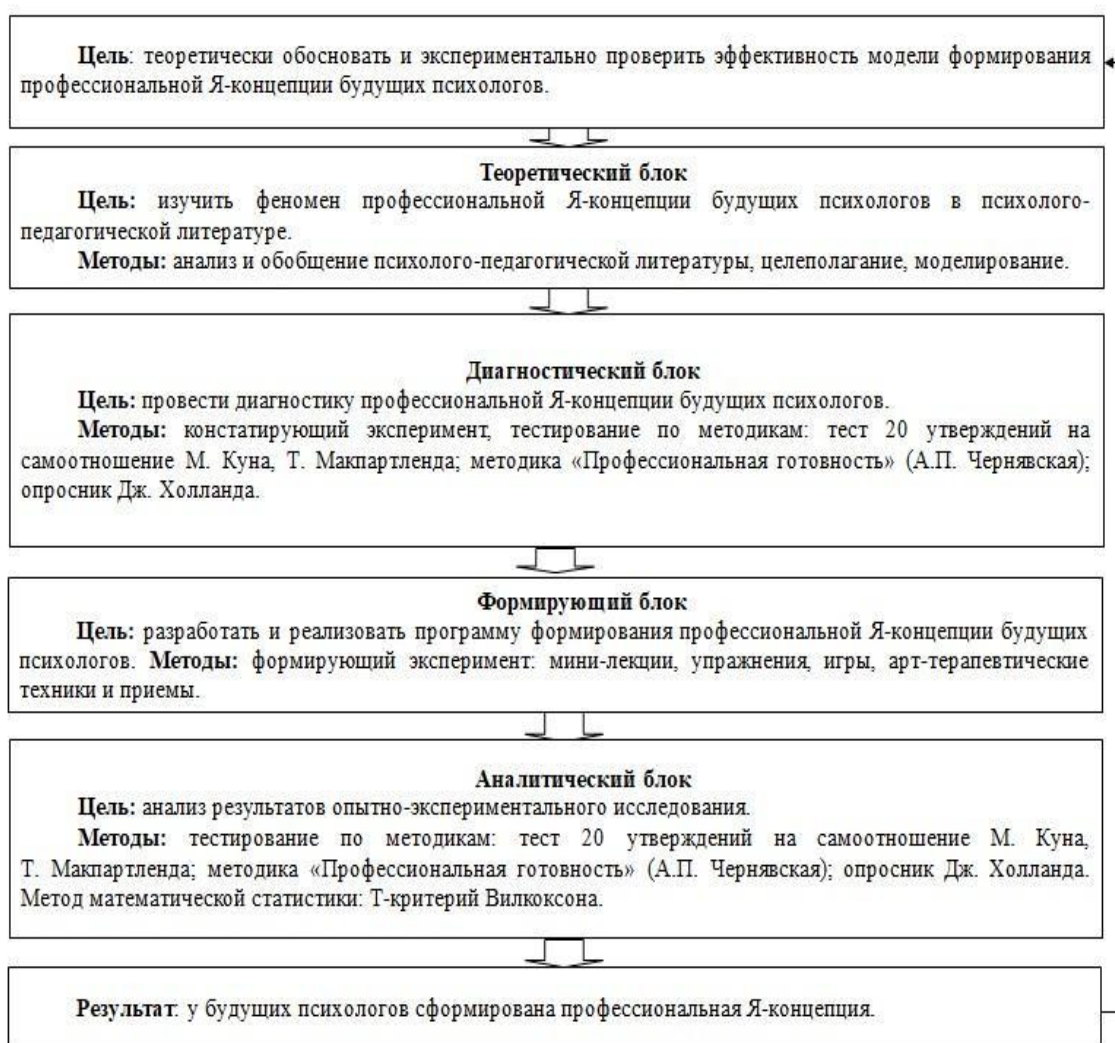 Цель: теоретически обосновать и экспериментально проверить эффективность модели формирования
профессиональной Я-концепции будущих психологов.
Теоретический блок
Цель: изучить феномен профессиональной Я-концепции будущих психологов в психолого-
педагогической литературе.
Методы: анализ и обобщение психолого-педагогической литературы, целеполагание, моделирование.
Диагностический блок
Цель: провести диагностику профессиональной Я-концепции будущих психологов.
Методы: констатирующий эксперимент, тестирование по методикам: тест 20 утверждений на
самоотношение М. Куна, Т. Макпартленда; методика «Профессиональная готовность» (А.П. Чернявская);
опросник Дж. Холланда.
Формирующий блок
Цель: разработать и реализовать программу формирования профессиональной Я-концепции будущих
психологов. Методы: формирующий эксперимент: мини-лекции, упражнения, игры, арт-терапевтические
техники и приемы.
Аналитический блок
Цель: анализ результатов опытно-экспериментального исследования.
Методы: тестирование по методикам: тест 20 утверждений на самоотношение М. Куна,
Т. Макпартленда; методика «Профессиональная готовность» (А.П. Чернявская); опросник Дж. Холланда.
Метод математической статистики: Т-критерий Вилкоксона.
Результат: у будущих психологов сформирована профессиональная Я-концепция.